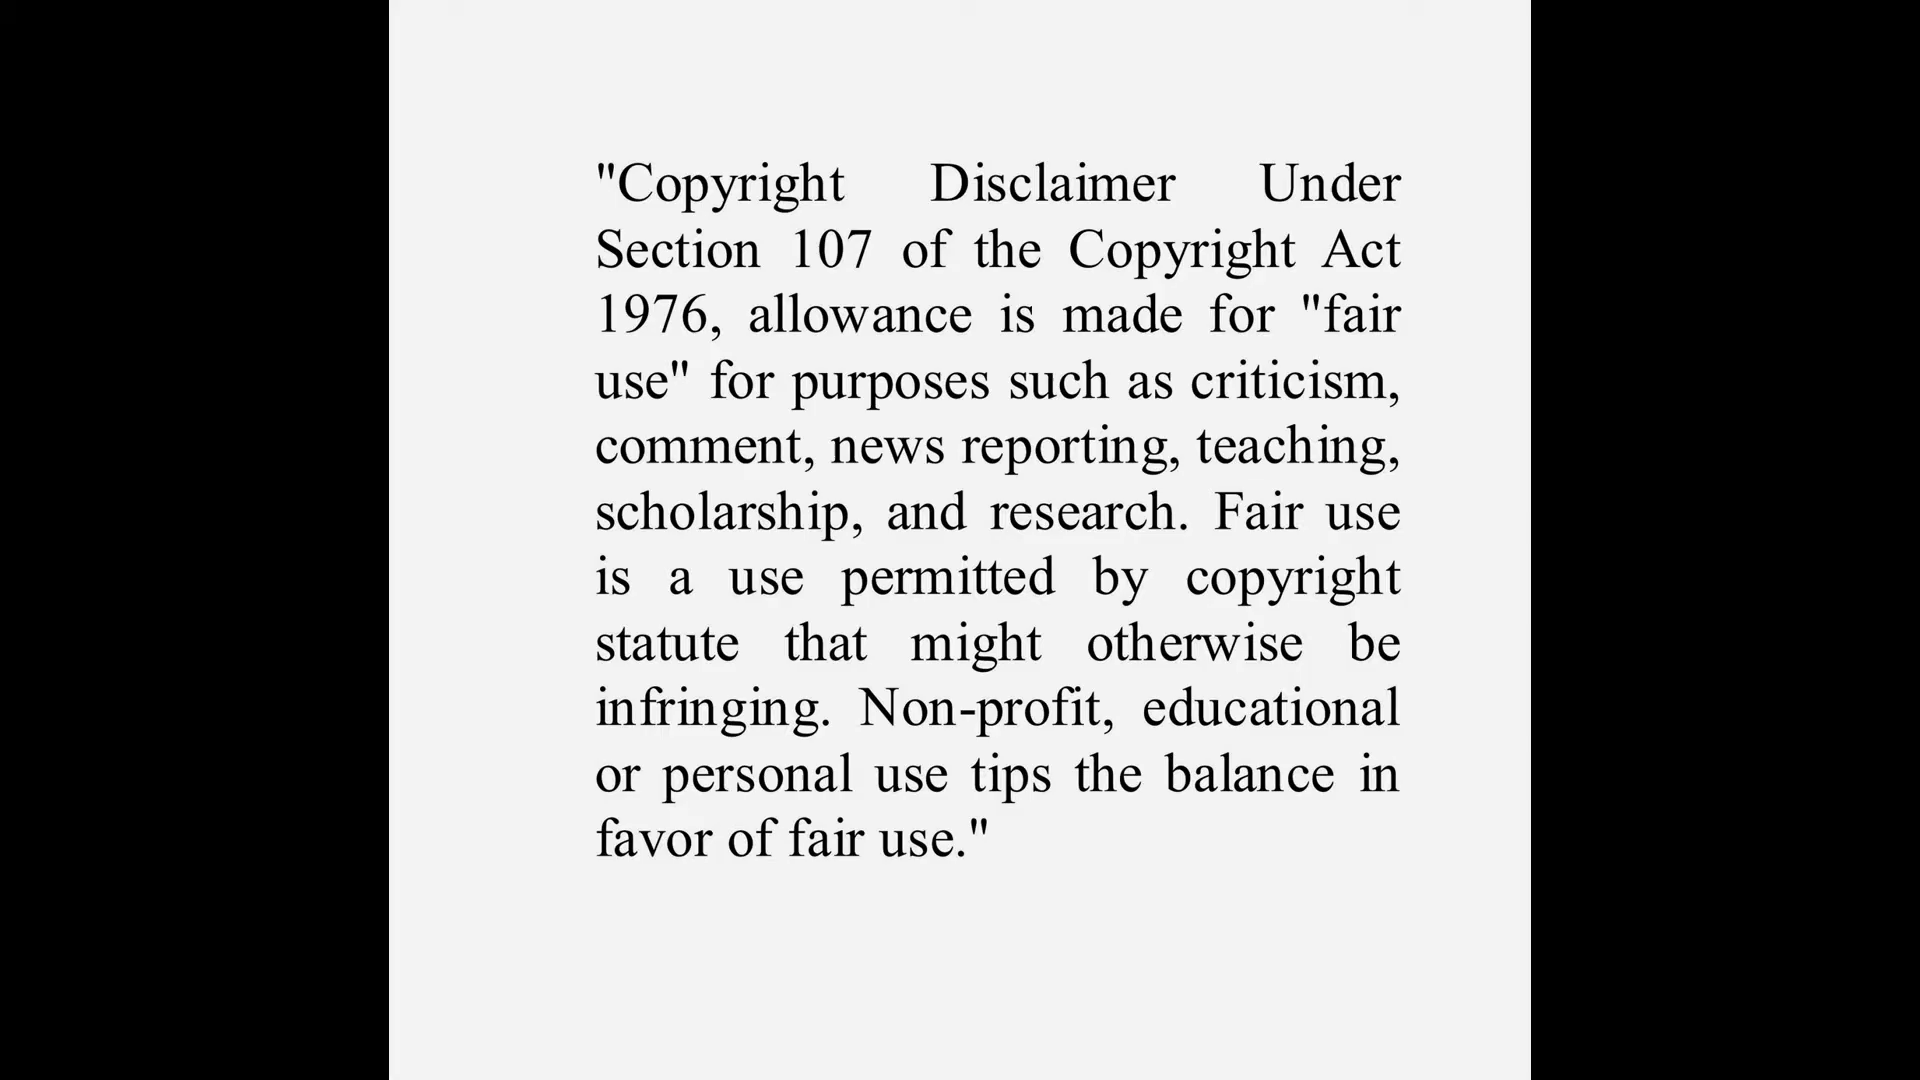 "Copyright Disclaimer Under
Section 107 of the Copyright Act
1976, allowance is made for "fair
use" for purposes such as criticism,
comment, news reporting, teaching,
scholarship, and research. Fair use
is a use permitted by copyright
statute that might otherwise be
infringing. Non-profit, educational
or personal use tips the balance in
favor of fair use."